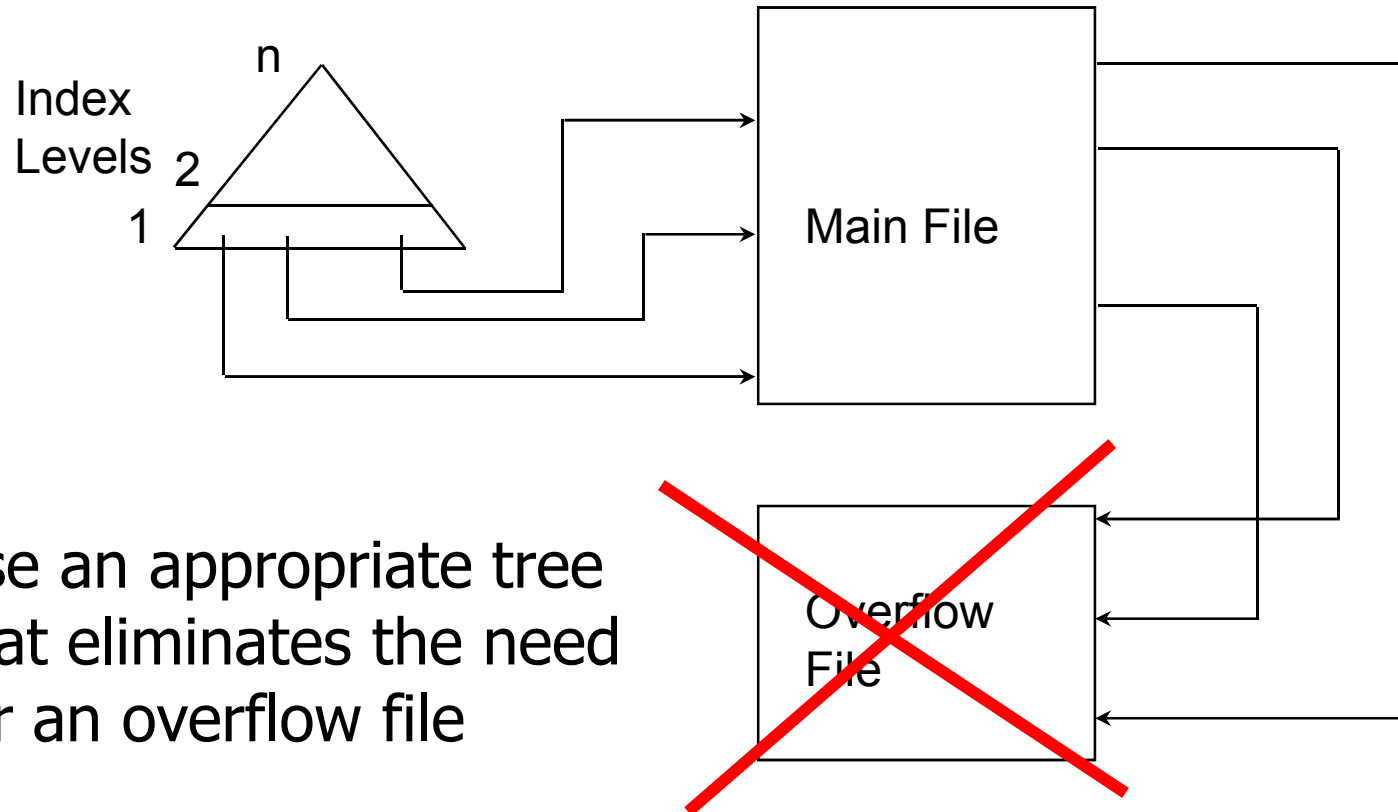 n
Index
Levels
2
1
Main File
se an appropriate tree
at eliminates the need
r an overflow file
Overflow
File